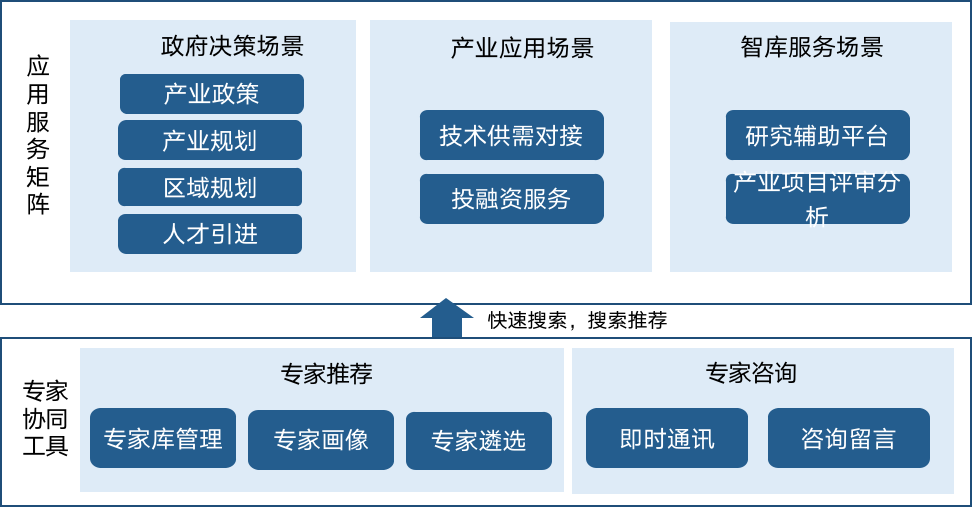 应用服务矩阵
政府决策场景
产业政策
产业规划
区域规划
人才引进
产业应用场景
技术供需对接
投融资服务
智库服务场景
研究辅助平台
产业项目评审分
析
快速搜索，搜索推荐
专家
协同
工具
专家推荐
专家库管理
专家画像
专家遴选
专家咨询
即时通讯
咨询留言